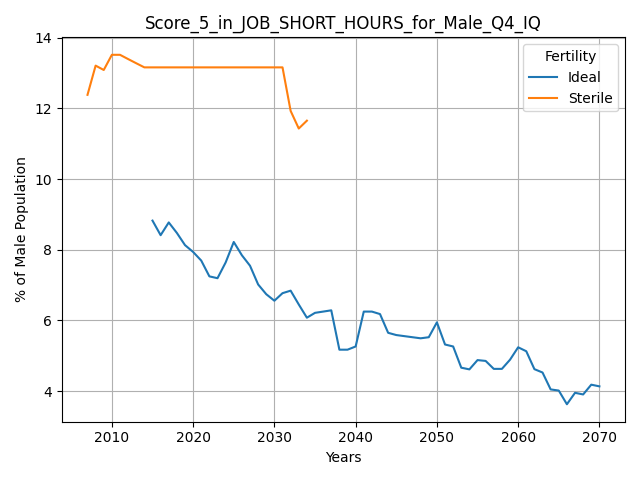 Score_5_in_JOB_SHORT_HOURS_for_Male_Q4_IQ
14
12
10
8
6
4
% of Male Population
Fertility
Ideal
Sterile
2010 2020 2030 2040 2050 2060 2070
Years